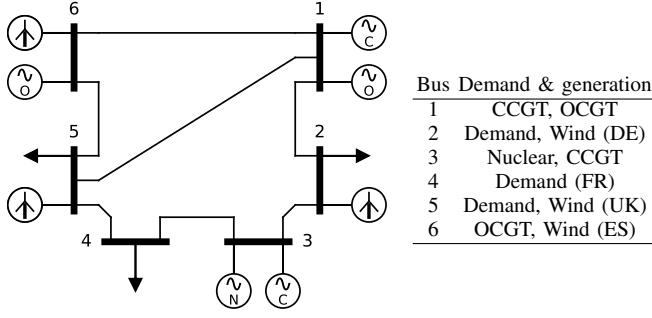 6
1
C
O
O
5
2
4
3
N
C
Bus Demand & generation
1 CCGT, OCGT
2 Demand, Wind (DE)
3 Nuclear, CCGT
4 Demand (FR)
5 Demand, Wind (UK)
6 OCGT, Wind (ES)